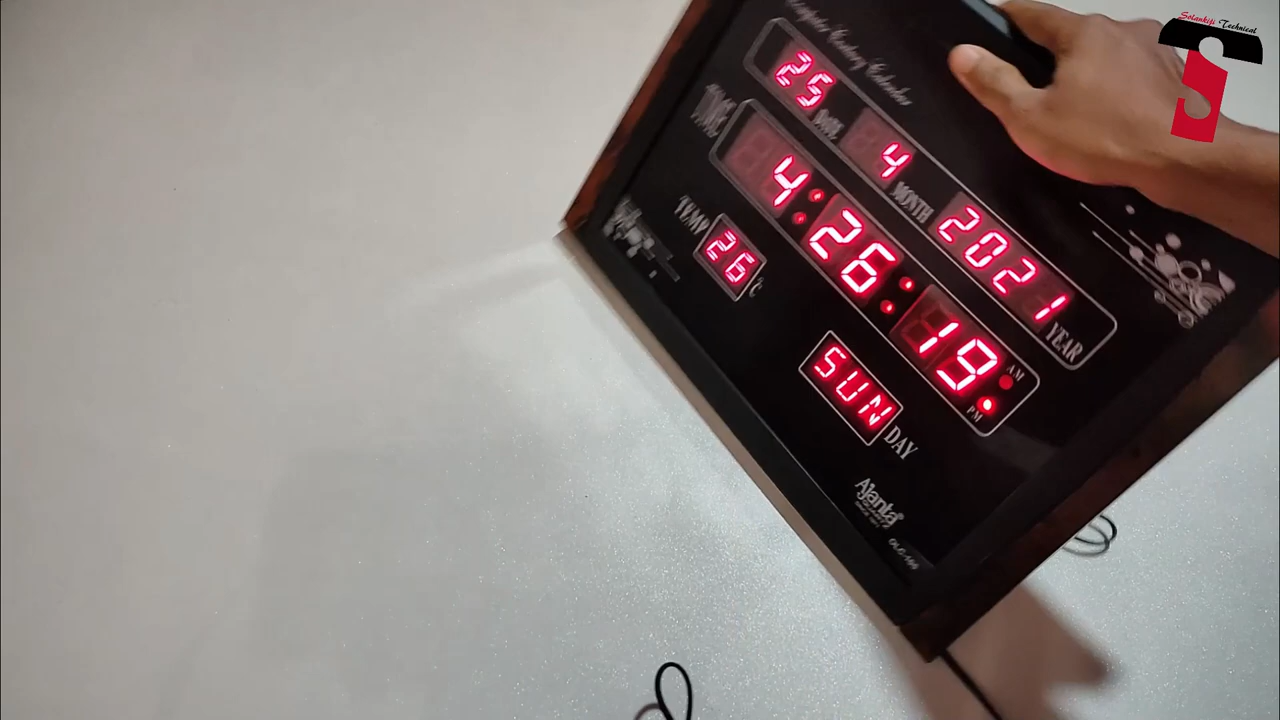 Solankiji Technical
25 DATE 4 MONTH 2021 YEAR
TIME 4:26:19 AM PM
TEMP 26°C
SUN DAY
Ajanta
QUARTZ